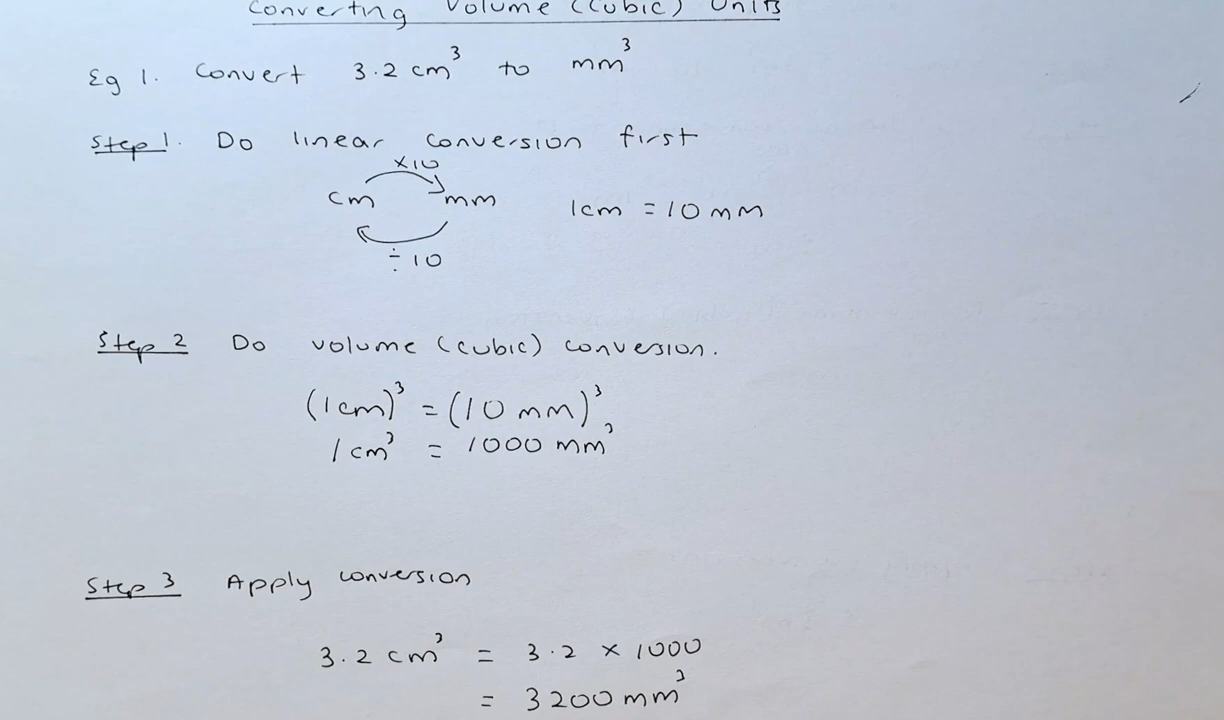 Converting Volume (Cubic) Units
Eg 1. Convert 3.2 cm³ to mm³
Step 1. Do linear conversion first
×10
cm mm 1cm = 10 mm
÷ 10
Step 2 Do volume (cubic) conversion.
(1cm)³ = (10 mm)³
1 cm³ = 1000 mm³
Step 3 Apply conversion
3.2 cm³ = 3.2 × 1000
= 3200 mm³